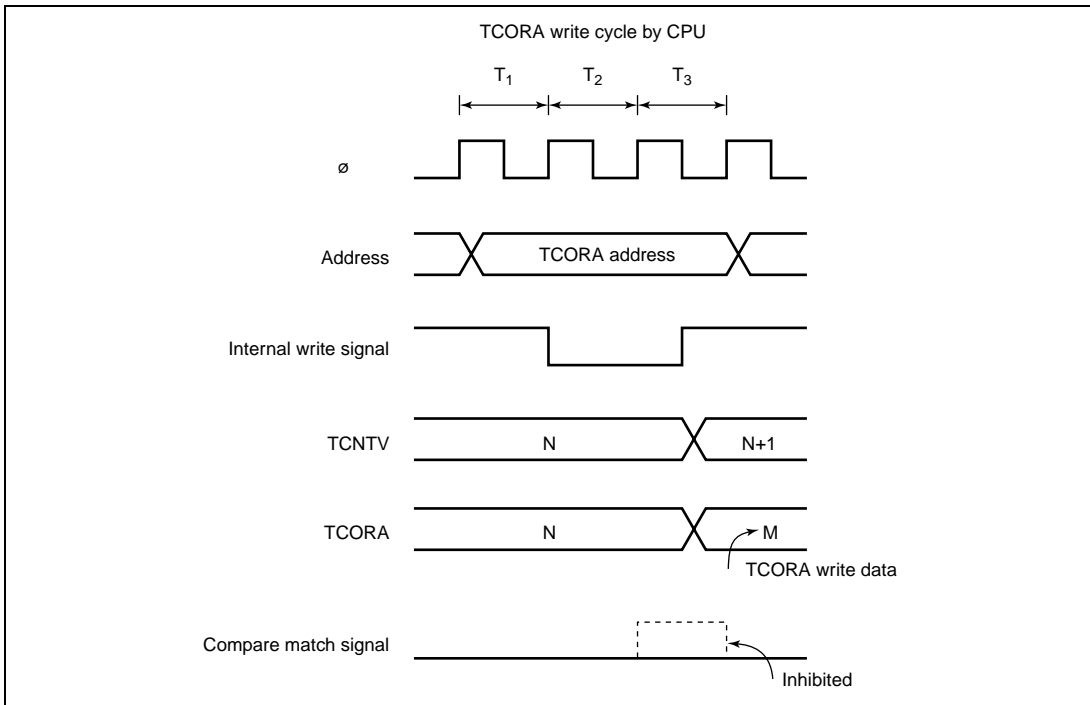 TCORA write cycle by CPU
T1 T2 T3
ø
Address TCORA address
Internal write signal
TCNTV N N+1
TCORA N M
TCORA write data
Compare match signal
Inhibited